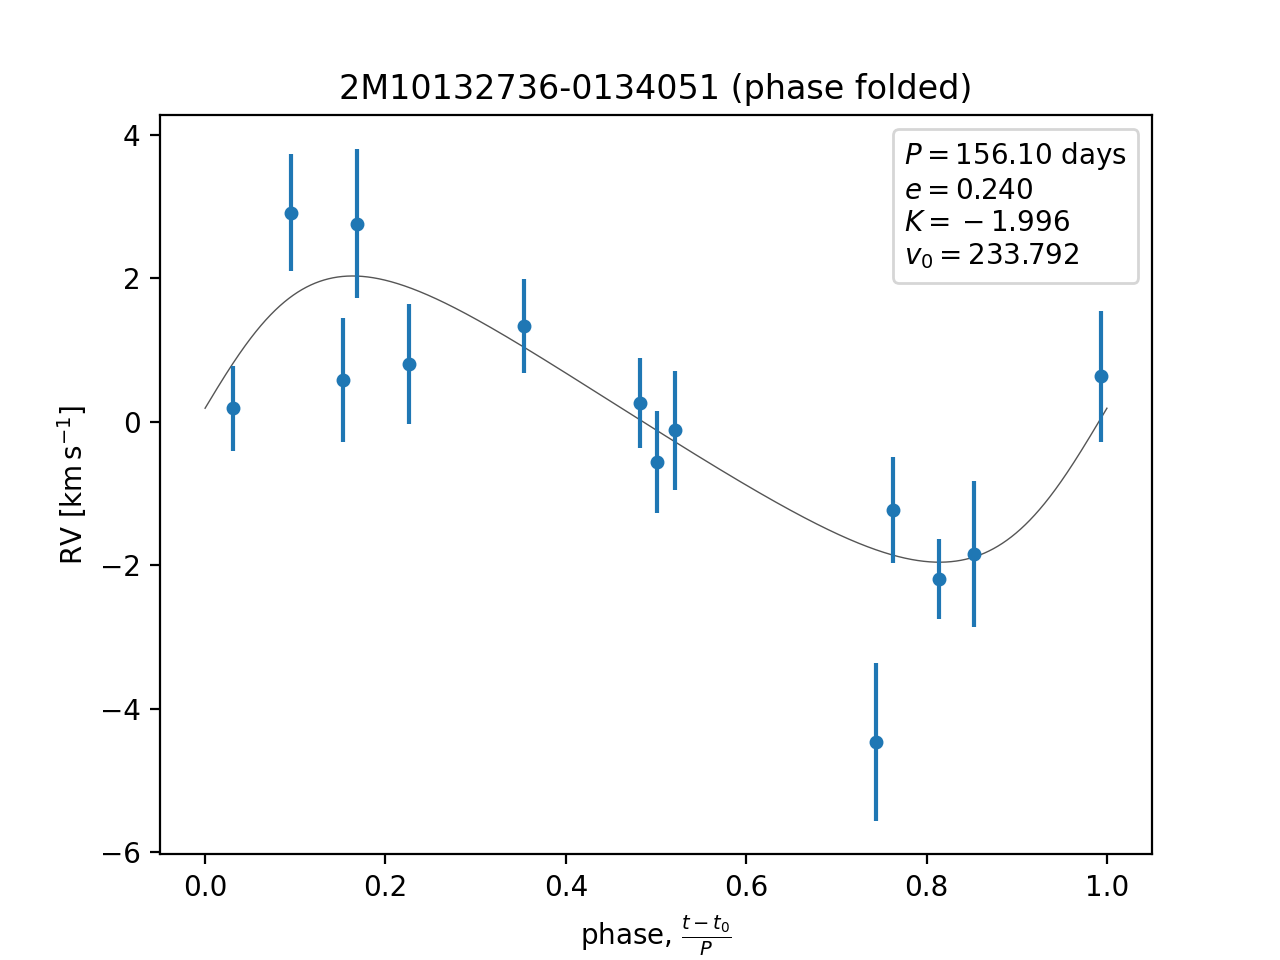 2M10132736-0134051 (phase folded)
P = 156.10 days
e = 0.240
K = − 1.996
v₀ = 233.792
4
2
0
−2
−4
−6
RV [km s⁻¹]
0.0 0.2 0.4 0.6 0.8 1.0
phase, (t − t₀)/P